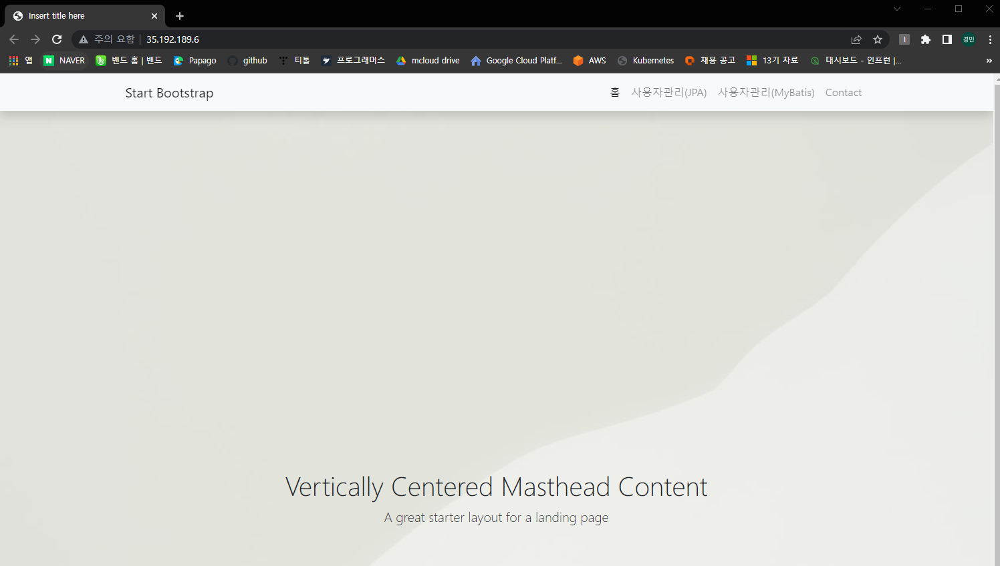 Insert title here
주의 요함 35.192.189.6
I
경민
앱 NAVER 밴드 홈 | 밴드 Papago github 티톨 프로그래머스 mcloud drive Google Cloud Platf... AWS Kubernetes 채용 공고 13기 자료 대시보드 - 인프런 |... »
Start Bootstrap 홈 사용자관리(JPA) 사용자관리(MyBatis) Contact
Vertically Centered Masthead Content
A great starter layout for a landing page